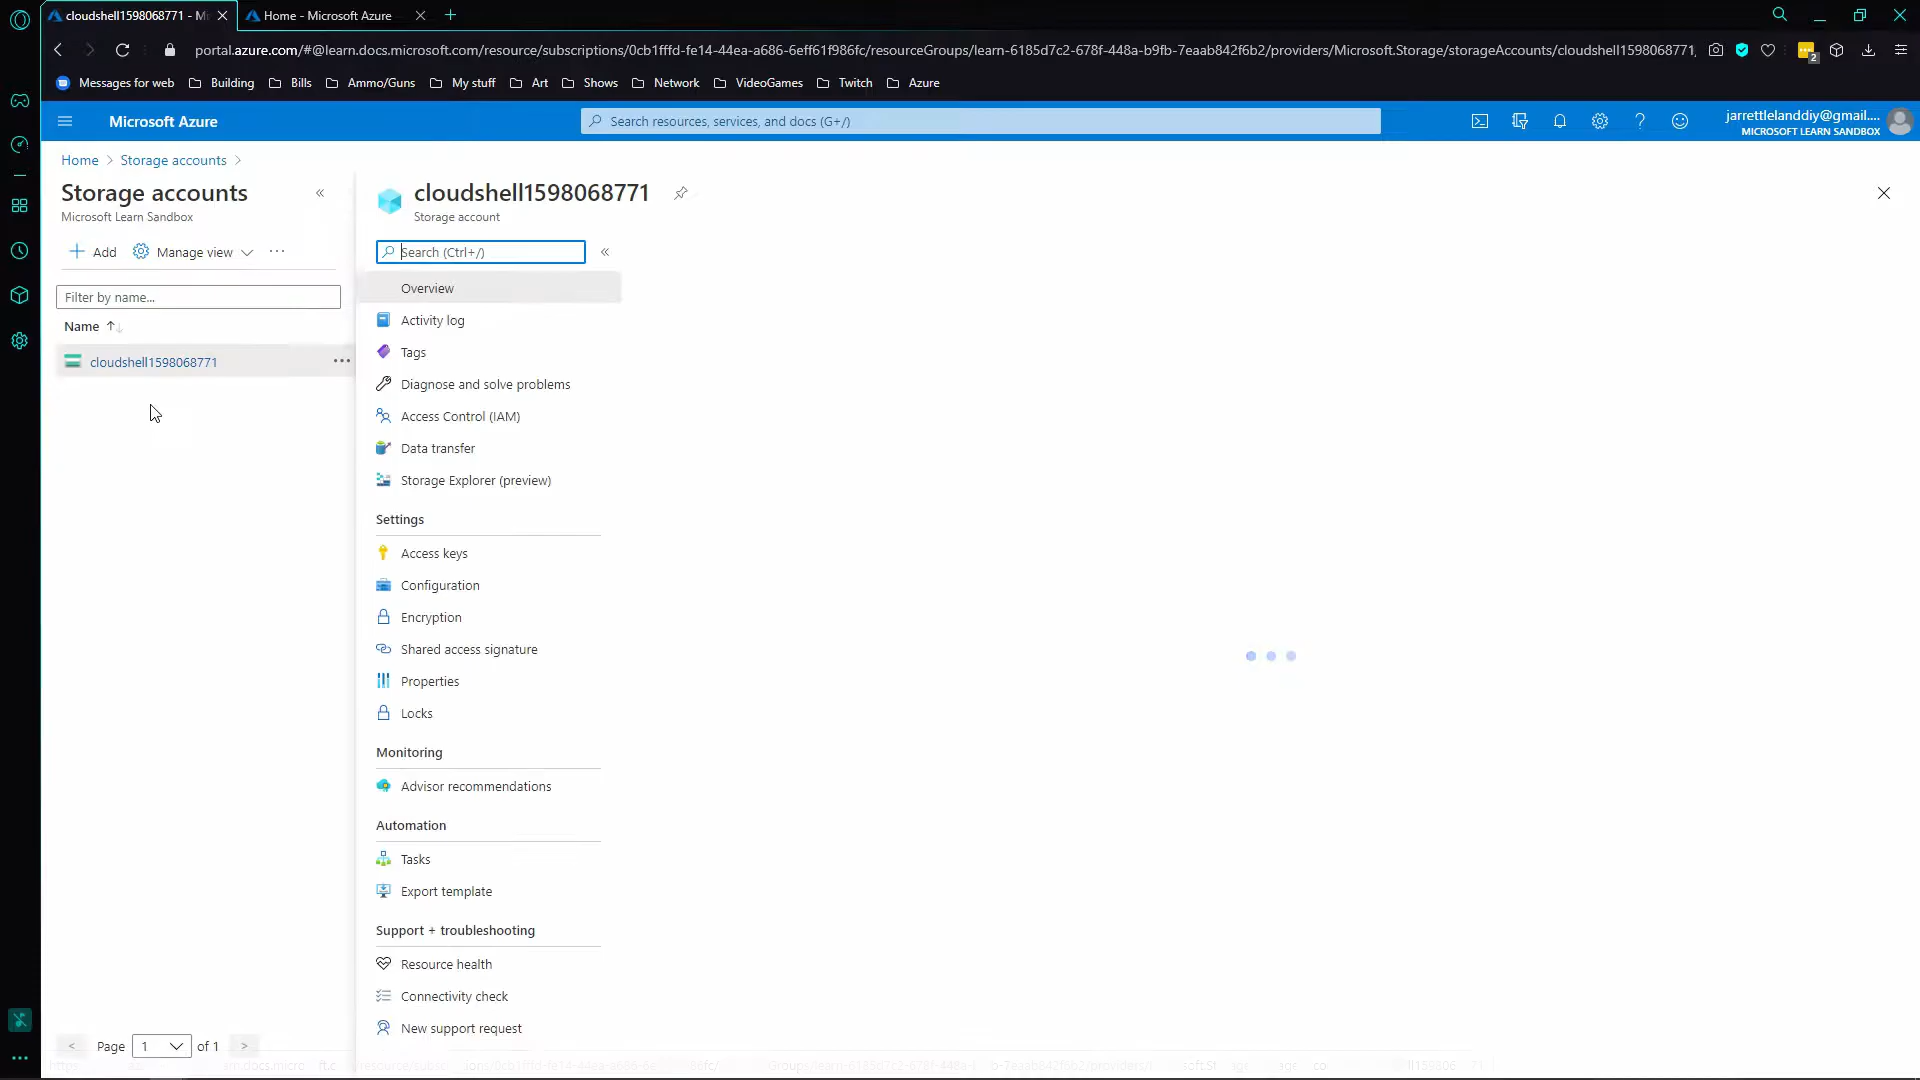 cloudshell1598068771 - M
Home - Microsoft Azure
portal.azure.com/#@learn.docs.microsoft.com/resource/subscriptions/0cb1fffd-fe14-44ea-a686-6eff61f986fc/resourceGroups/learn-6185d7c2-678f-448a-b9fb-7eaab842f6b2/providers/Microsoft.Storage/storageAccounts/cloudshell1598068771,
2
Messages for web Building Bills Ammo/Guns My stuff Art Shows Network VideoGames Twitch Azure
Microsoft Azure
Search resources, services, and docs (G+/)
jarrettlelanddiy@gmail....
MICROSOFT LEARN SANDBOX
Home > Storage accounts >
Storage accounts
Microsoft Learn Sandbox
+ Add
Manage view
...
Filter by name...
Name
cloudshell1598068771
...
< Page 1 of 1 >
cloudshell1598068771
Storage account
Search (Ctrl+/)
Overview
Activity log
Tags
Diagnose and solve problems
Access Control (IAM)
Data transfer
Storage Explorer (preview)
Settings
Access keys
Configuration
Encryption
Shared access signature
Properties
Locks
Monitoring
Advisor recommendations
Automation
Tasks
Export template
Support + troubleshooting
Resource health
Connectivity check
New support request